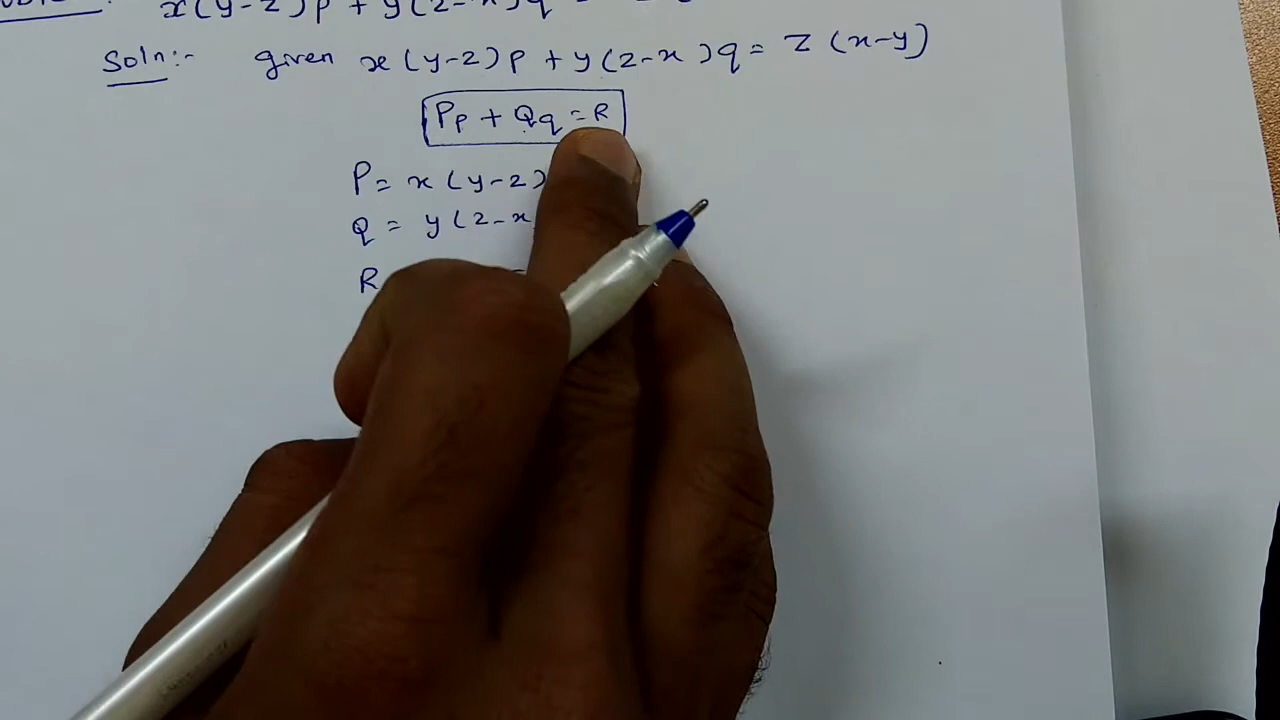 x(y-z)p + y(z-x)q
Soln:- given x(y-z)p + y(z-x)q = z(x-y)
Pp + Qq = R
P = x(y-z)
Q = y(z-x
R